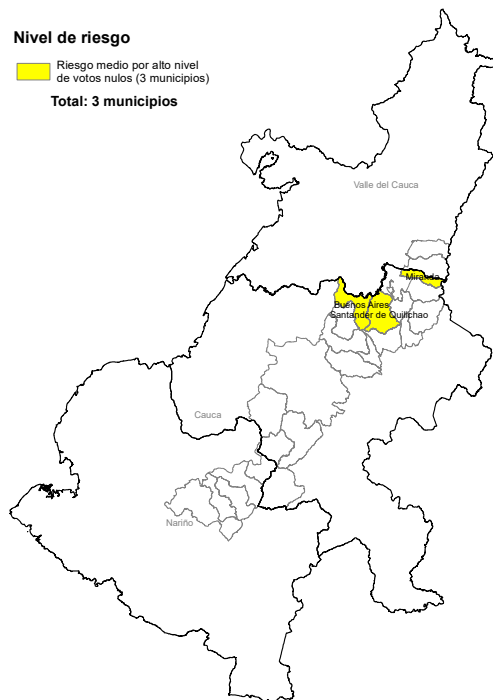 Nivel de riesgo
Riesgo medio por alto nivel
de votos nulos (3 municipios)
Total: 3 municipios
Valle del Cauca
Miranda
Buenos Aires
Santander de Quilichao
Cauca
Nariño